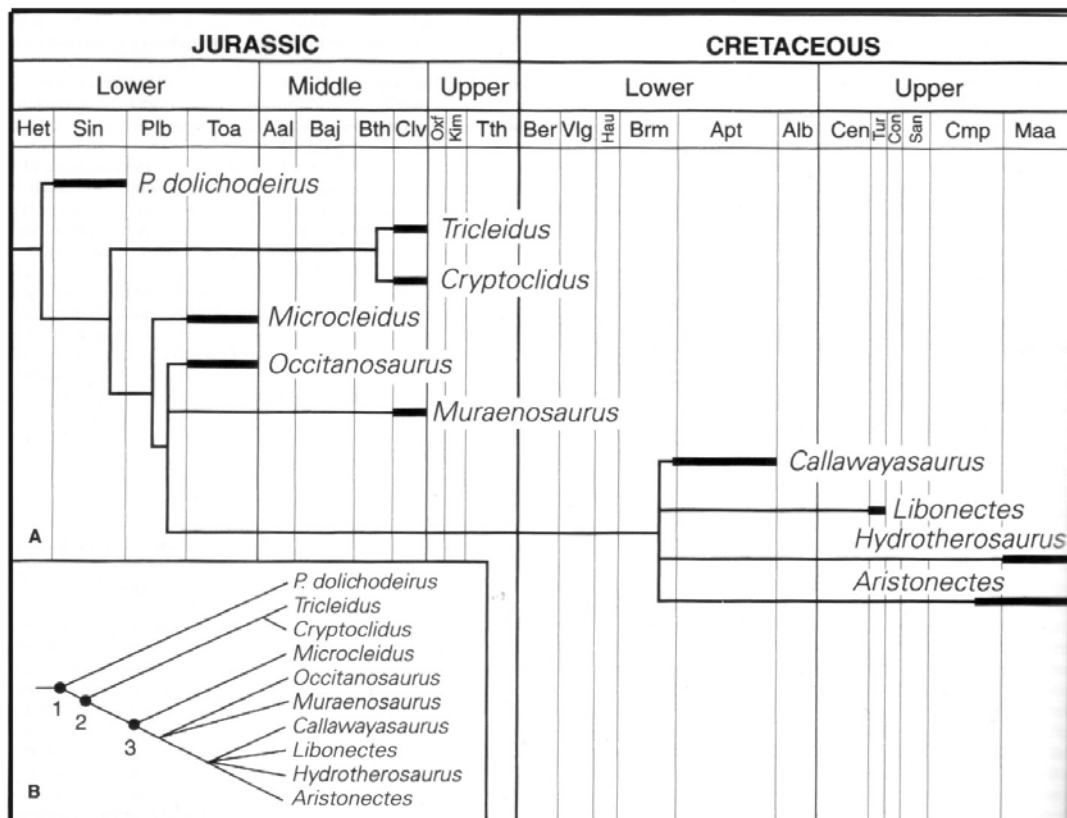 JURASSIC CRETACEOUS
Lower Middle Upper Lower Upper
Het Sin Plb Toa Aal Baj Bth Clv Oxf Kim Tth Ber Vlg Hau Brm Apt Alb Cen Tur Con San Cmp Maa
P. dolichodeirus
Tricleidus
Cryptoclidus
Microcleidus
Occitanosaurus
Muraenosaurus
Callawayasaurus
Libonectes
Hydrotherosaurus
A
Aristonectes
P. dolichodeirus
Tricleidus
Cryptoclidus
Microcleidus
Occitanosaurus
Muraenosaurus
Callawayasaurus
Libonectes
Hydrotherosaurus
Aristonectes
1
2
3
B